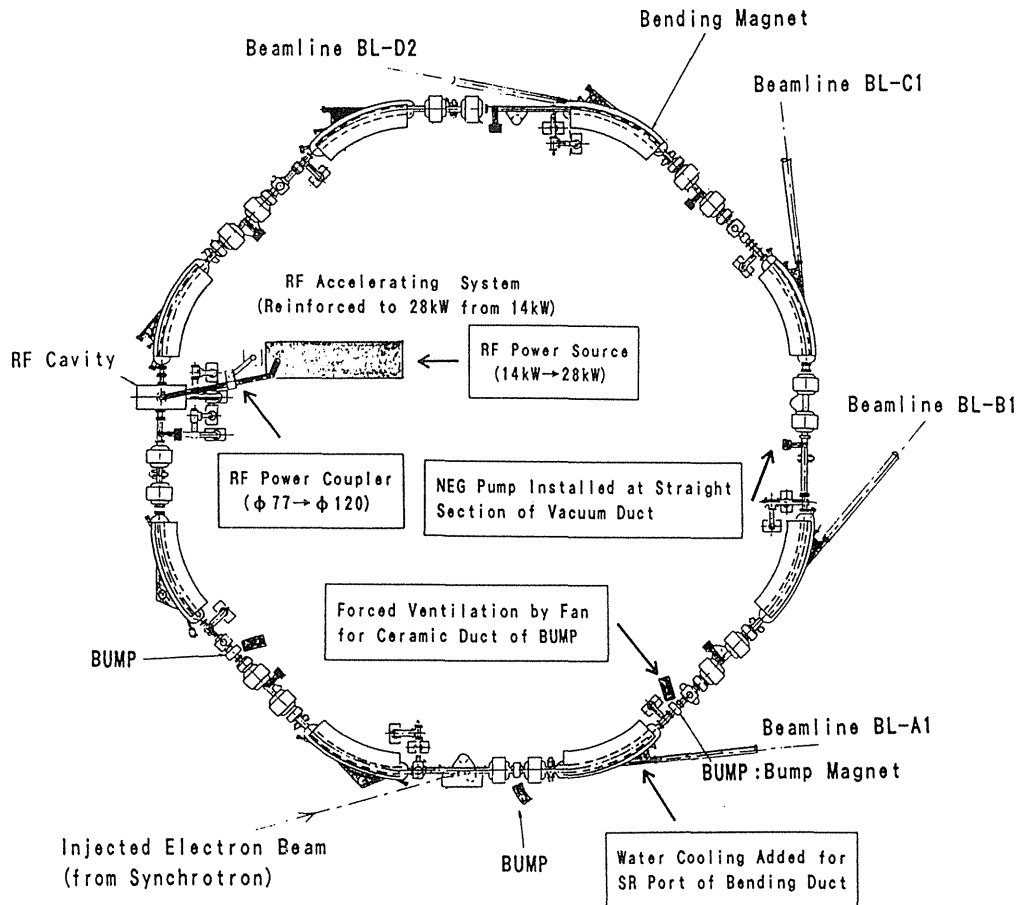 Bending Magnet
Beamline BL-D2
Beamline BL-C1
RF Accelerating System
(Reinforced to 28kW from 14kW)
RF Cavity
RF Power Source
(14kW→28kW)
Beamline BL-B1
RF Power Coupler
(φ77→φ120)
NEG Pump Installed at Straight
Section of Vacuum Duct
Forced Ventilation by Fan
for Ceramic Duct of BUMP
BUMP
Beamline BL-A1
BUMP:Bump Magnet
Injected Electron Beam
(from Synchrotron)
BUMP
Water Cooling Added for
SR Port of Bending Duct